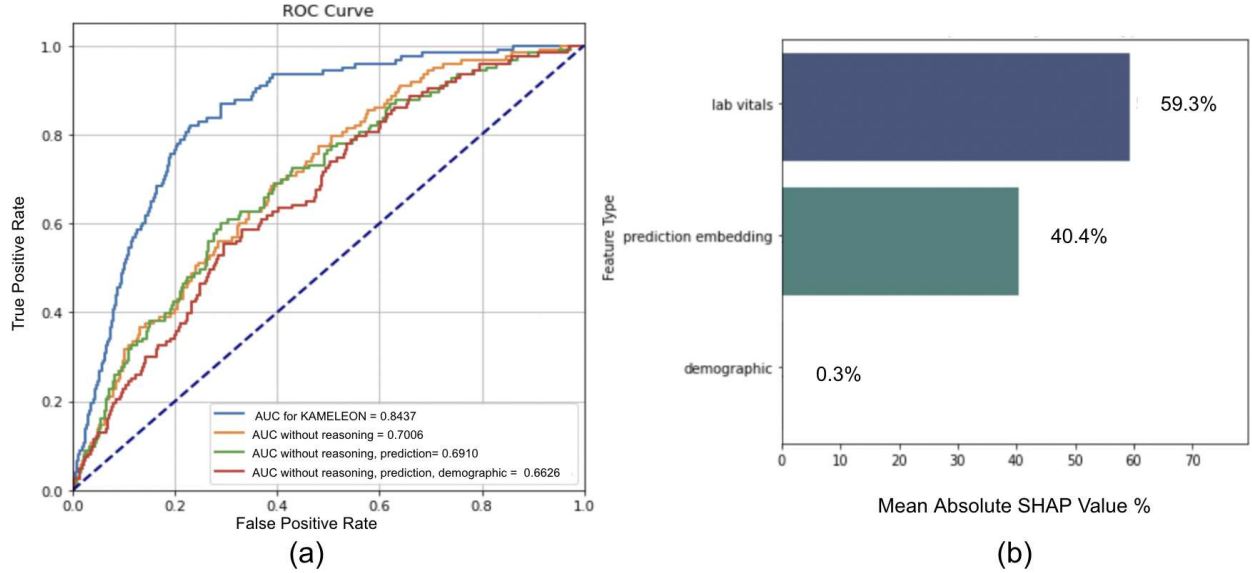 ROC Curve
True Positive Rate
1.0
0.8
0.6
0.4
0.2
0.0
AUC for KAMELEON = 0.8437
AUC without reasoning = 0.7006
AUC without reasoning, prediction= 0.6910
AUC without reasoning, prediction, demographic = 0.6626
0.0 0.2 0.4 0.6 0.8 1.0
False Positive Rate
(a)
Feature Type
lab vitals 59.3%
prediction embedding 40.4%
demographic 0.3%
0 10 20 30 40 50 60 70
Mean Absolute SHAP Value %
(b)